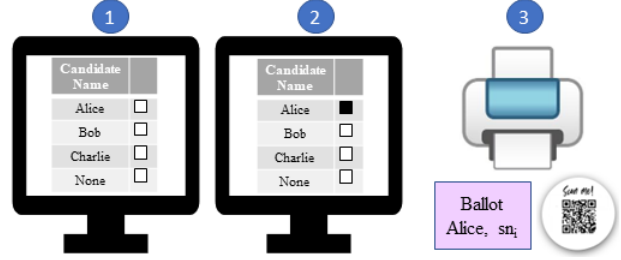 1
2
3
Candidate
Name
Alice
Bob
Charlie
None
Candidate
Name
Alice
Bob
Charlie
None
Scan me!
Ballot
Alice, snᵢ